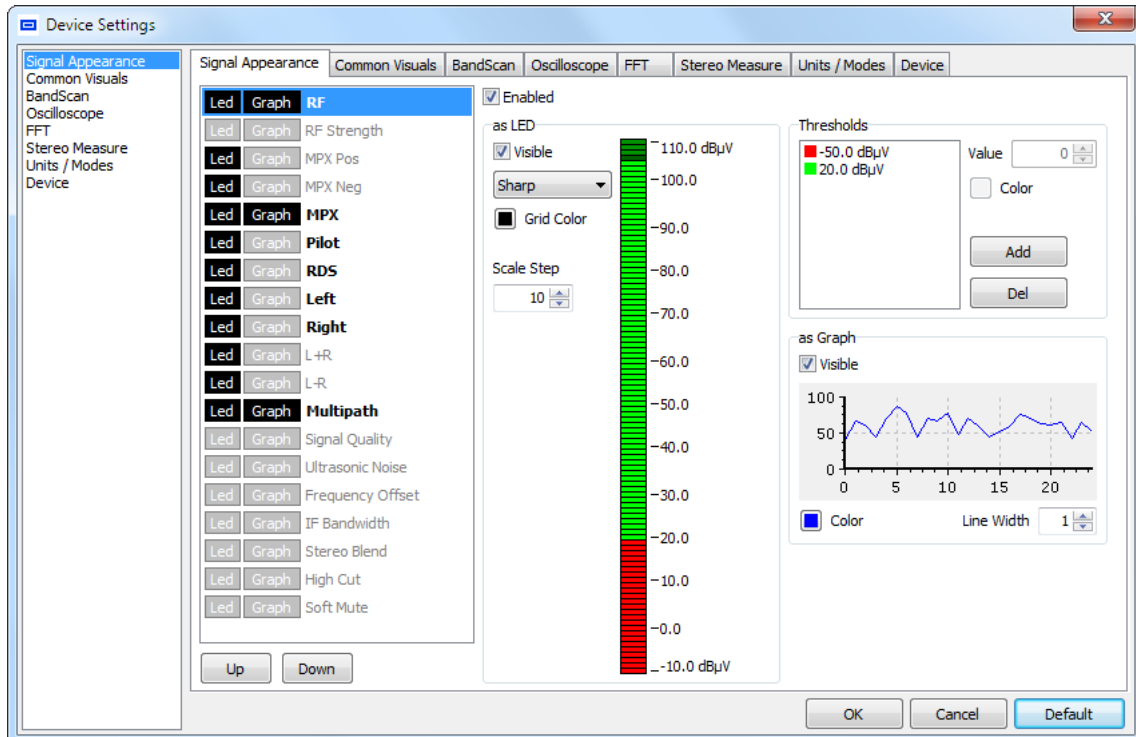 Device Settings
Signal Appearance
Common Visuals
BandScan
Oscilloscope
FFT
Stereo Measure
Units / Modes
Device
Signal Appearance Common Visuals BandScan Oscilloscope FFT Stereo Measure Units / Modes Device
Led Graph RF
Led Graph RF Strength
Led Graph MPX Pos
Led Graph MPX Neg
Led Graph MPX
Led Graph Pilot
Led Graph RDS
Led Graph Left
Led Graph Right
Led Graph L+R
Led Graph L-R
Led Graph Multipath
Led Graph Signal Quality
Led Graph Ultrasonic Noise
Led Graph Frequency Offset
Led Graph IF Bandwidth
Led Graph Stereo Blend
Led Graph High Cut
Led Graph Soft Mute
Up Down
Enabled
as LED
Visible
Sharp
Grid Color
Scale Step
10
110.0 dBµV
100.0
90.0
80.0
70.0
60.0
50.0
40.0
30.0
20.0
10.0
0.0
-10.0 dBµV
Thresholds
-50.0 dBµV
20.0 dBµV
Value 0
Color
Add
Del
as Graph
Visible
100
50
0
0 5 10 15 20
Color Line Width 1
OK Cancel Default